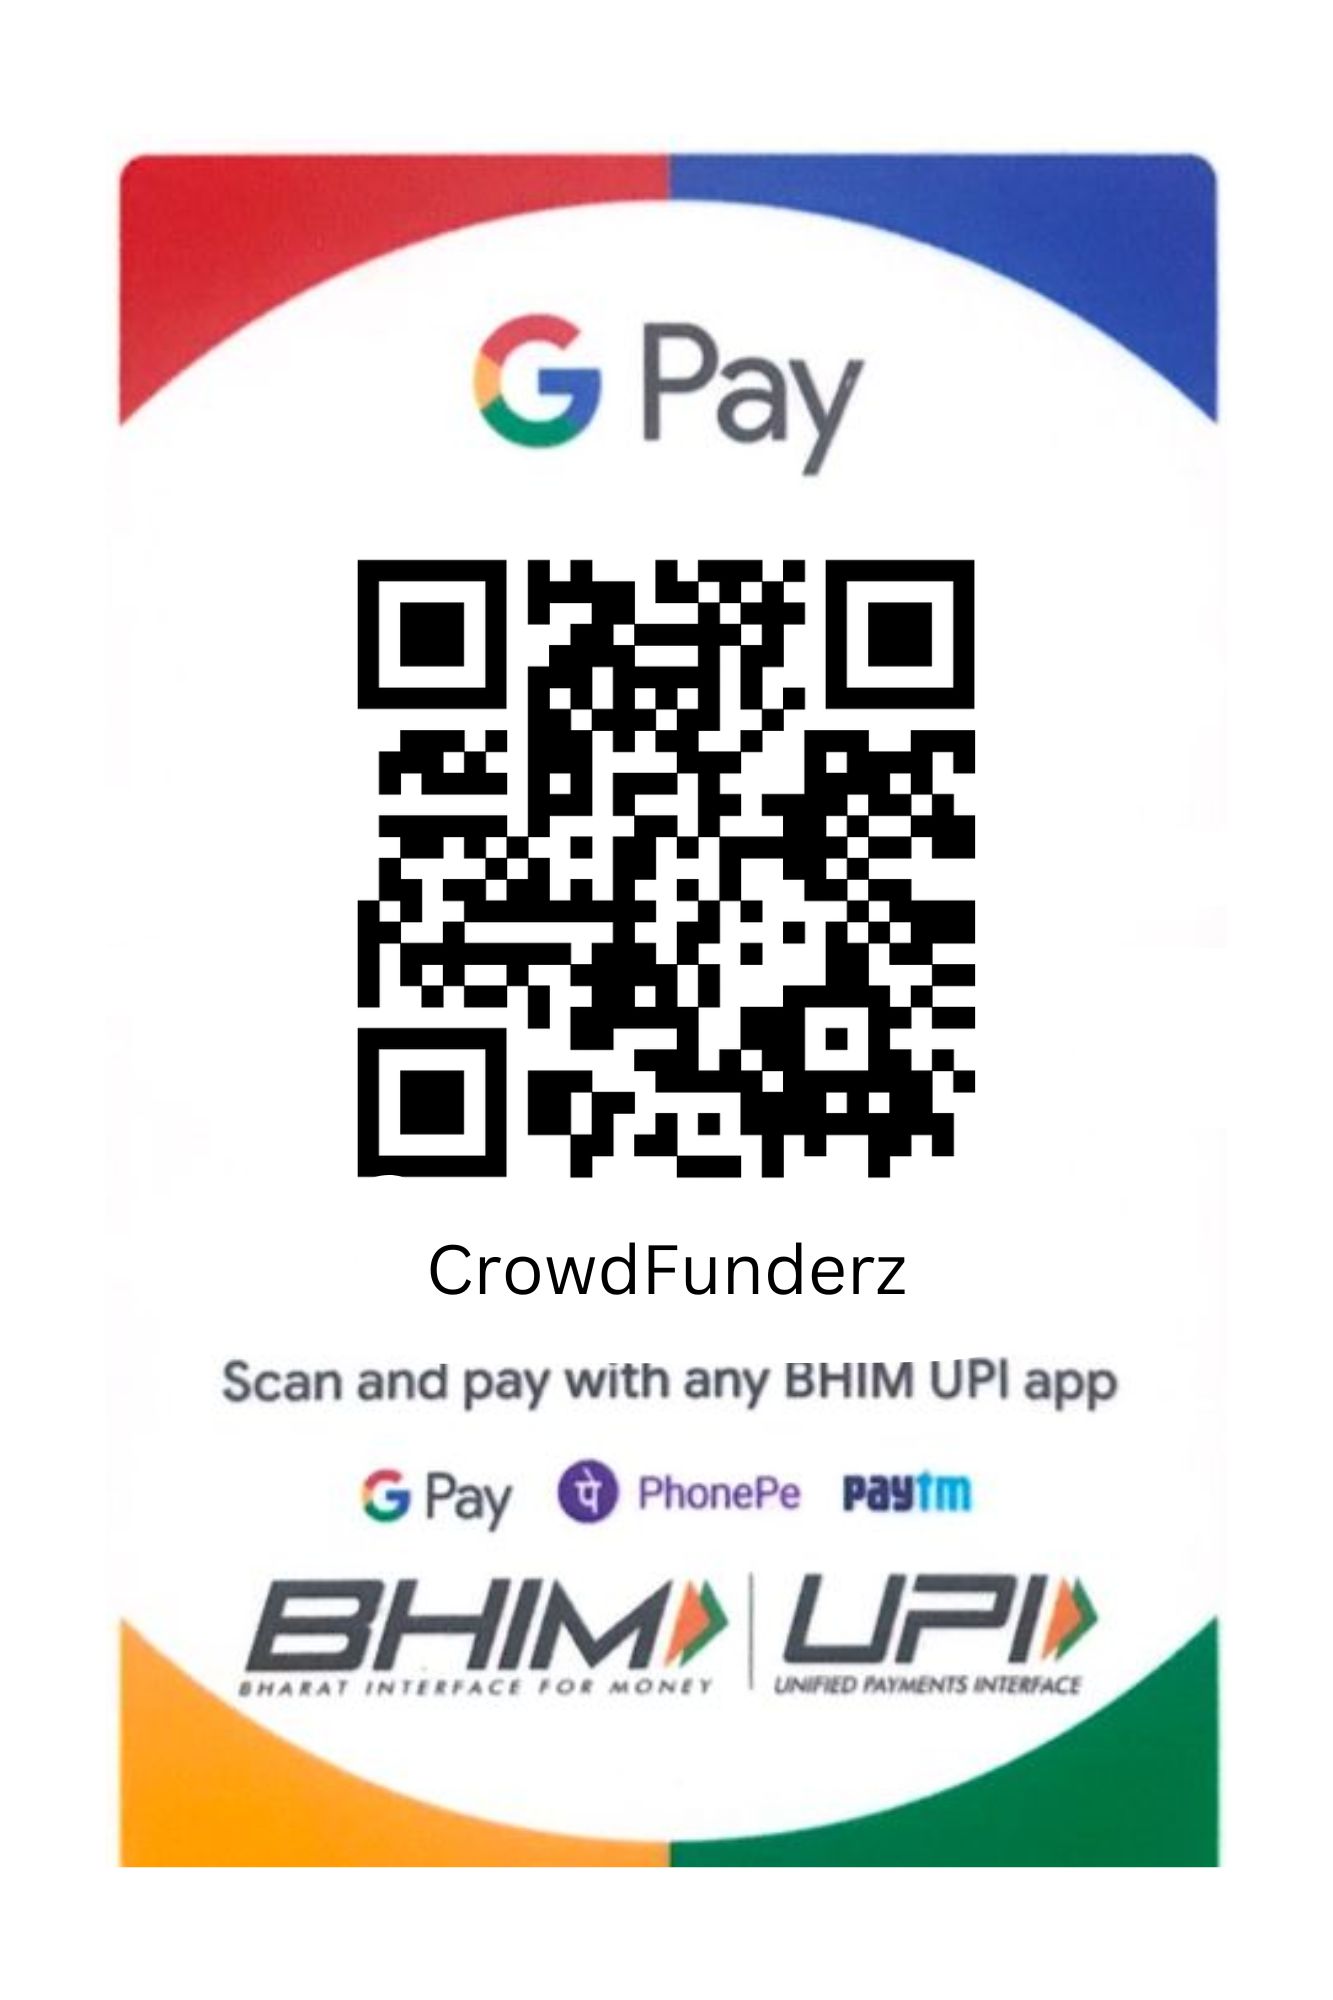 G Pay
CrowdFunderz
Scan and pay with any BHIM UPI app
G Pay पे PhonePe paytm
BHIM UPI
BHARAT INTERFACE FOR MONEY UNIFIED PAYMENTS INTERFACE